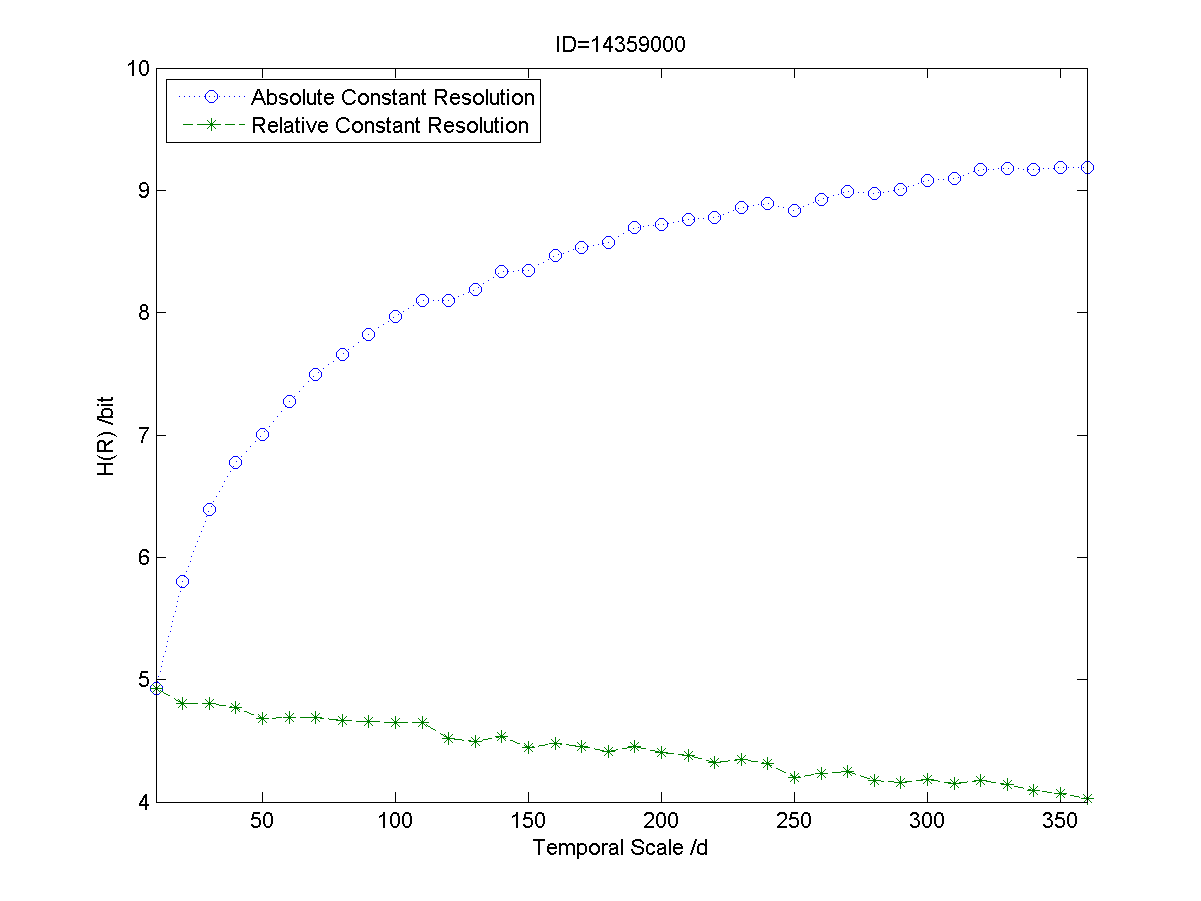 ID=14359000
Absolute Constant Resolution
Relative Constant Resolution
10
9
8
7
6
5
4
H(R) /bit
50 100 150 200 250 300 350
Temporal Scale /d